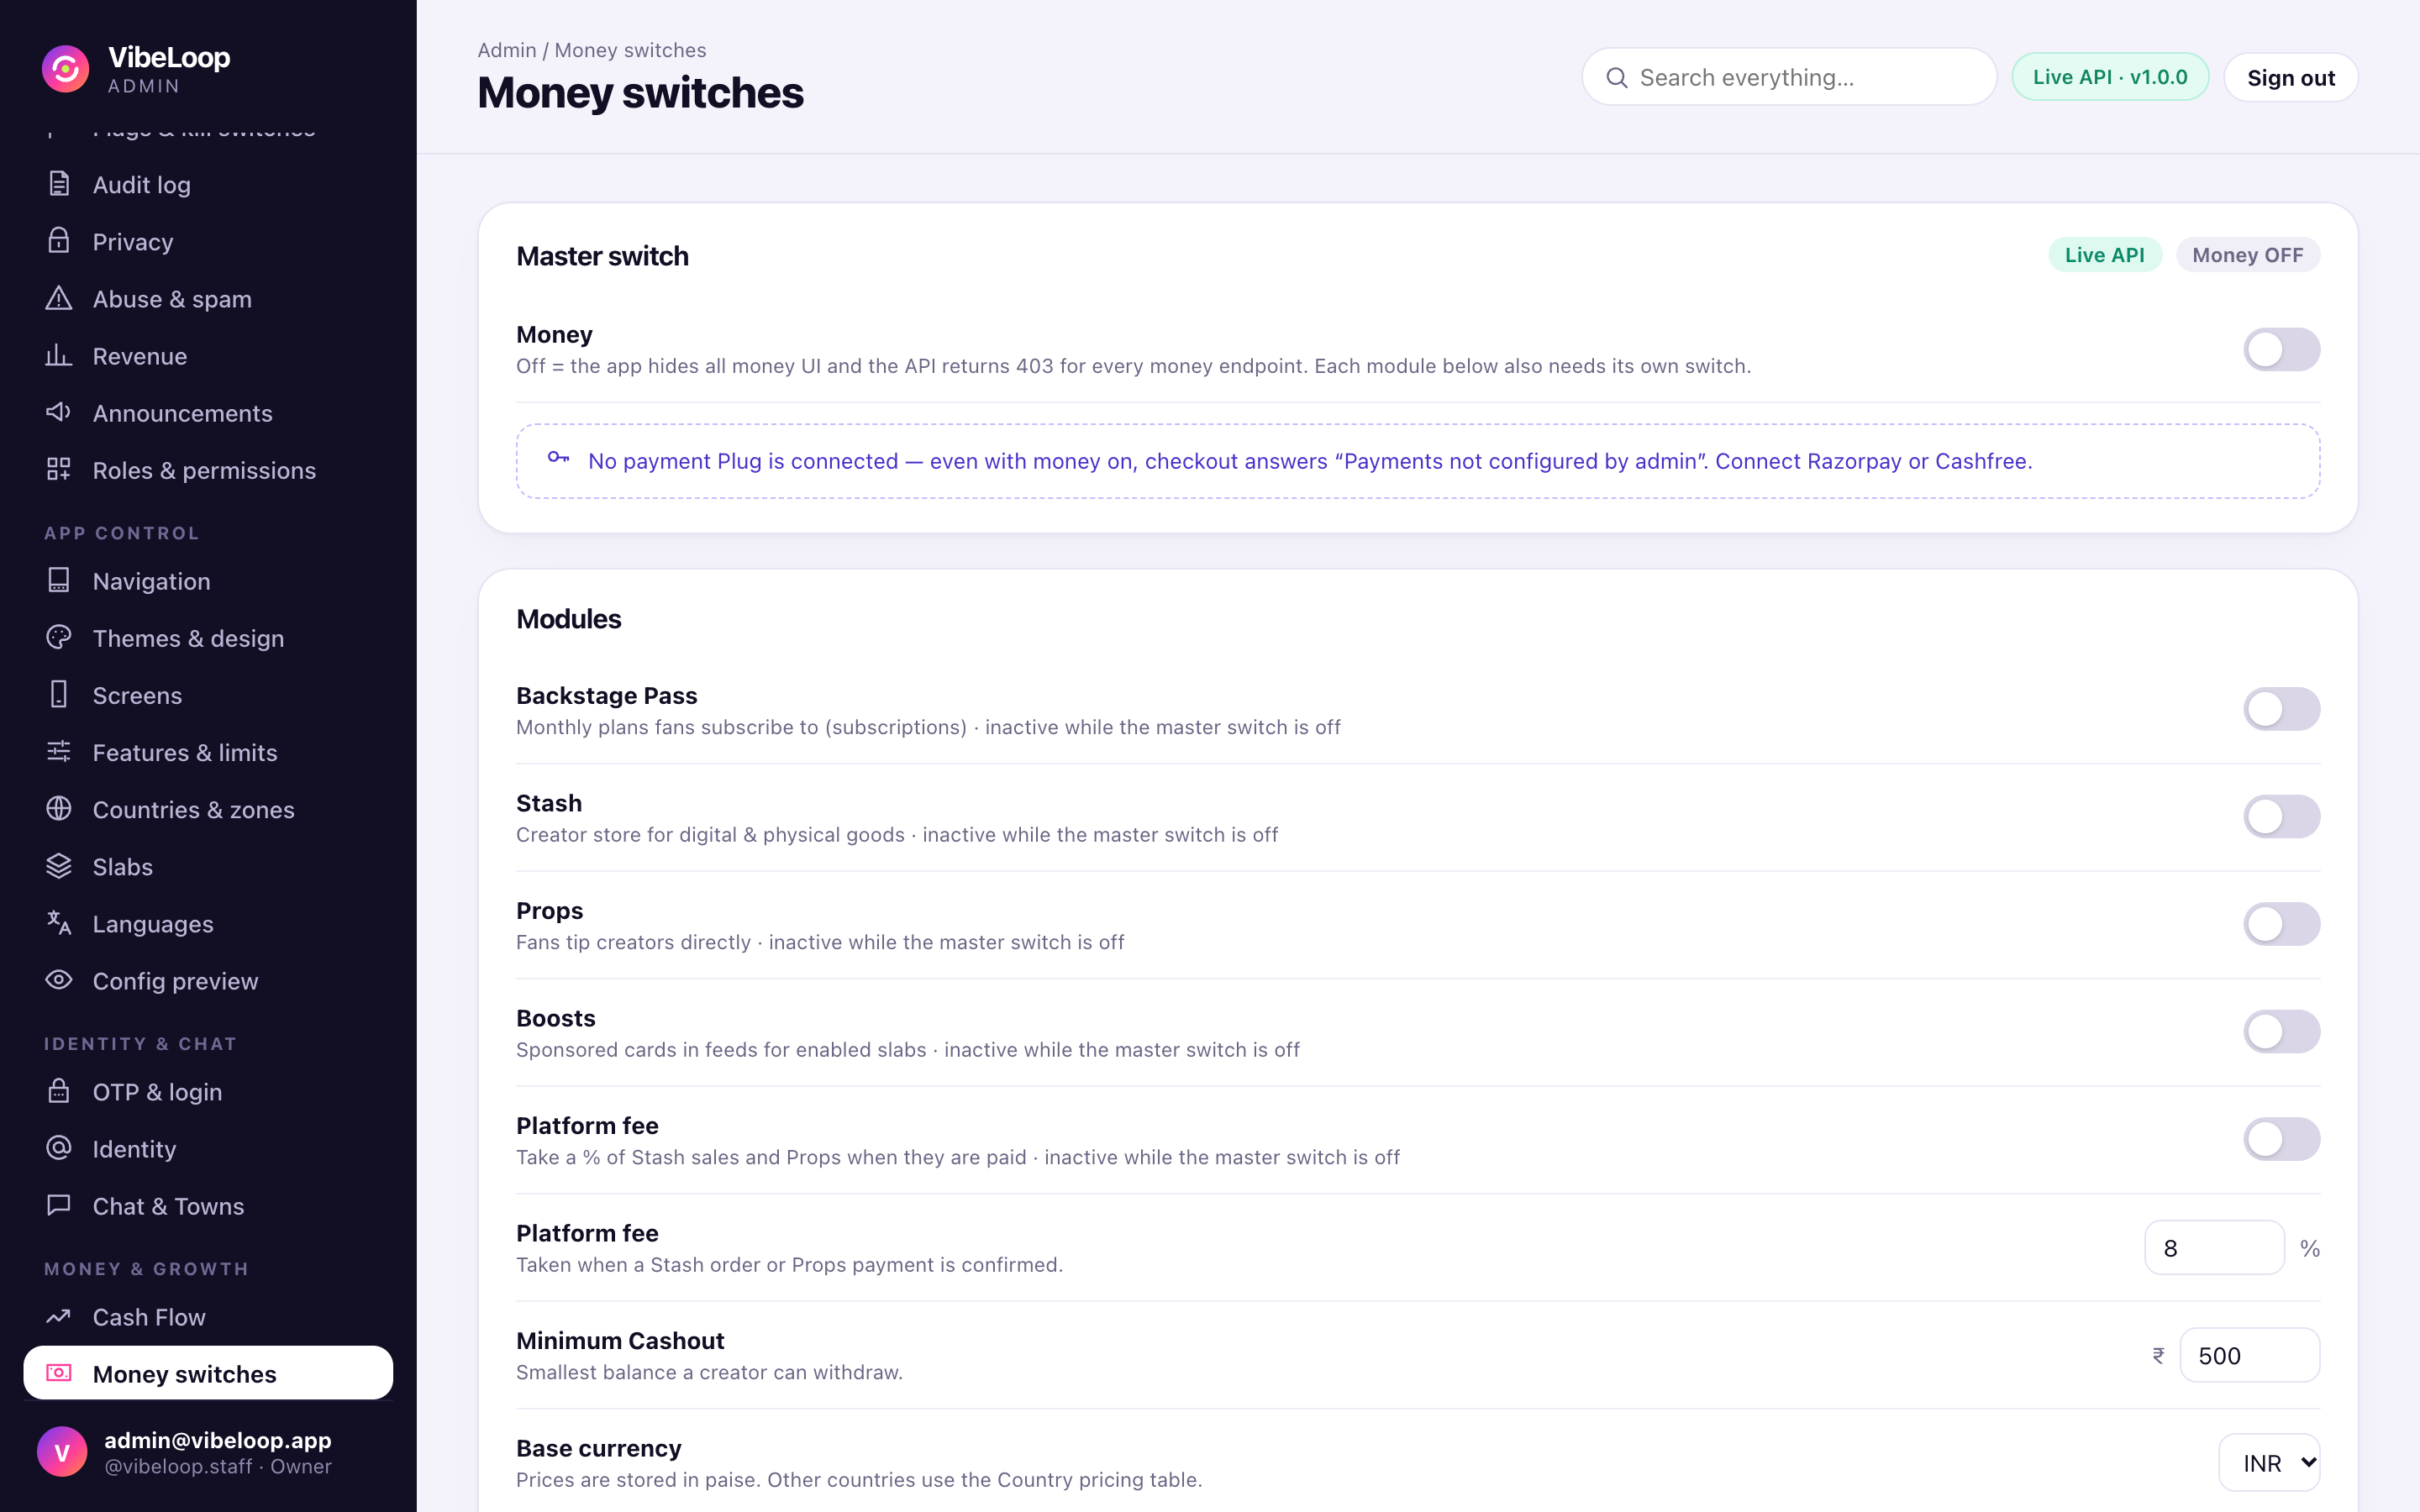 VibeLoop
ADMIN
Flags & kill switches
Audit log
Privacy
Abuse & spam
Revenue
Announcements
Roles & permissions
APP CONTROL
Navigation
Themes & design
Screens
Features & limits
Countries & zones
Slabs
Languages
Config preview
IDENTITY & CHAT
OTP & login
Identity
Chat & Towns
MONEY & GROWTH
Cash Flow
Money switches
V
admin@vibeloop.app
@vibeloop.staff · Owner
Admin / Money switches
Money switches
Search everything...
Live API · v1.0.0
Sign out
Master switch
Live API
Money OFF
Money
Off = the app hides all money UI and the API returns 403 for every money endpoint. Each module below also needs its own switch.
No payment Plug is connected — even with money on, checkout answers “Payments not configured by admin”. Connect Razorpay or Cashfree.
Modules
Backstage Pass
Monthly plans fans subscribe to (subscriptions) · inactive while the master switch is off
Stash
Creator store for digital & physical goods · inactive while the master switch is off
Props
Fans tip creators directly · inactive while the master switch is off
Boosts
Sponsored cards in feeds for enabled slabs · inactive while the master switch is off
Platform fee
Take a % of Stash sales and Props when they are paid · inactive while the master switch is off
Platform fee
8 %
Taken when a Stash order or Props payment is confirmed.
Minimum Cashout
₹ 500
Smallest balance a creator can withdraw.
Base currency
INR
Prices are stored in paise. Other countries use the Country pricing table.